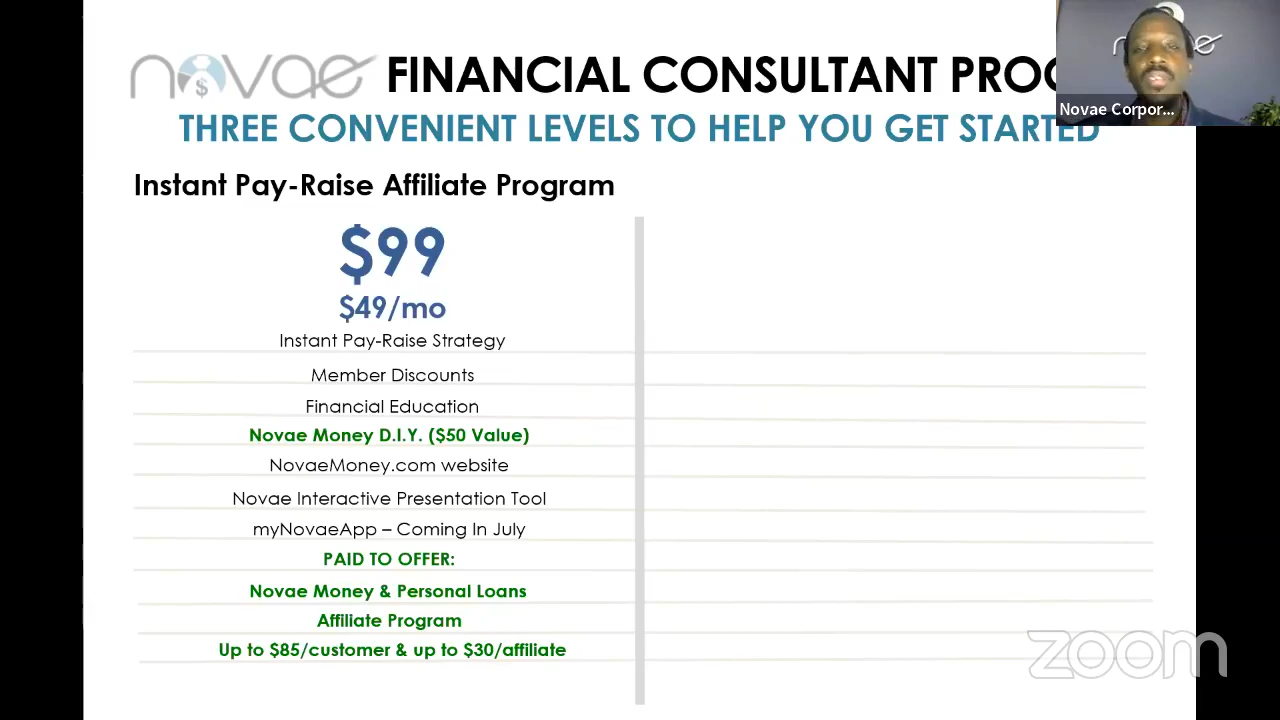 novae FINANCIAL CONSULTANT
THREE CONVENIENT LEVELS TO HELP YOU GET STARTED
Novae Corpor...
Instant Pay-Raise Affiliate Program
$99
$49/mo
Instant Pay-Raise Strategy
Member Discounts
Financial Education
Novae Money D.I.Y. ($50 Value)
NovaeMoney.com website
Novae Interactive Presentation Tool
myNovaeApp – Coming In July
PAID TO OFFER:
Novae Money & Personal Loans
Affiliate Program
Up to $85/customer & up to $30/affiliate
zoom